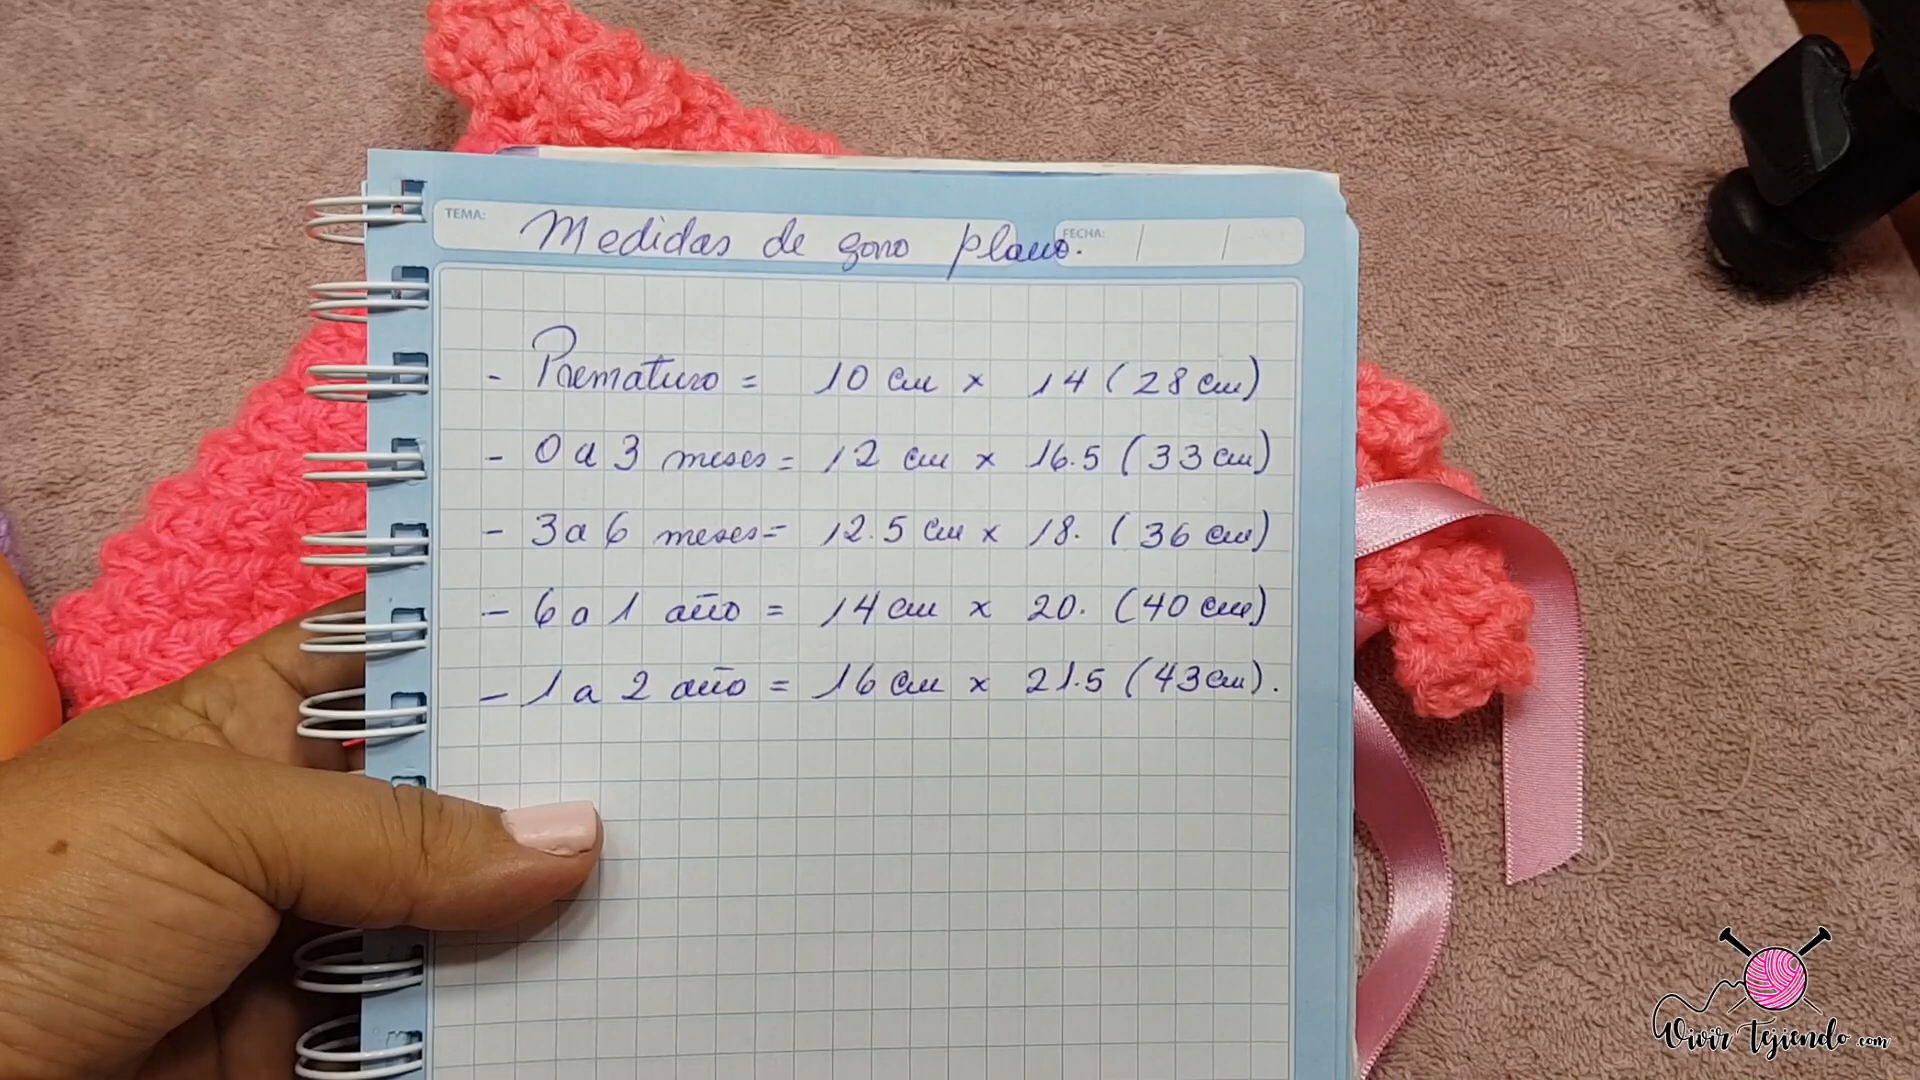 TEMA: Medidas de goro plano. FECHA: / /
- Prematuro = 10 cm x 14 (28 cm)
- 0 a 3 meses = 12 cm x 16.5 (33 cm)
- 3 a 6 meses = 12.5 cm x 18. (36 cm)
- 6 a 1 año = 14 cm x 20. (40 cm)
- 1 a 2 año = 16 cm x 21.5 (43 cm).
Vivir tejiendo.com